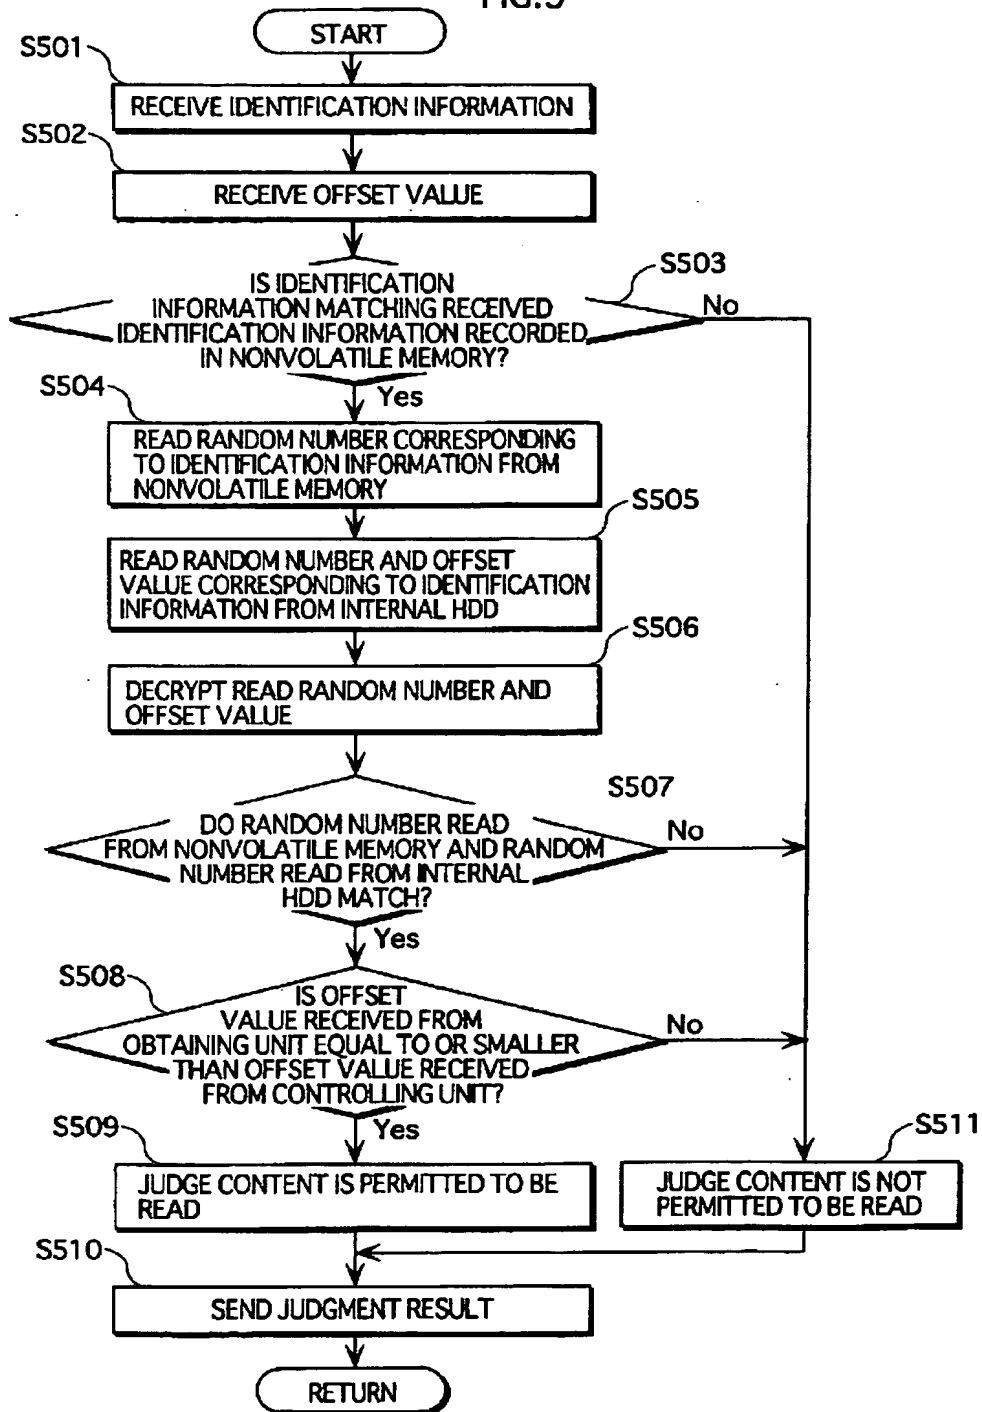 FIG.5
START
S501
RECEIVE IDENTIFICATION INFORMATION
S502
RECEIVE OFFSET VALUE
S503
IS IDENTIFICATION
INFORMATION MATCHING RECEIVED
IDENTIFICATION INFORMATION RECORDED
IN NONVOLATILE MEMORY?
No
Yes
S504
READ RANDOM NUMBER CORRESPONDING
TO IDENTIFICATION INFORMATION FROM
NONVOLATILE MEMORY
S505
READ RANDOM NUMBER AND OFFSET
VALUE CORRESPONDING TO IDENTIFICATION
INFORMATION FROM INTERNAL HDD
S506
DECRYPT READ RANDOM NUMBER AND
OFFSET VALUE
S507
DO RANDOM NUMBER READ
FROM NONVOLATILE MEMORY AND RANDOM
NUMBER READ FROM INTERNAL
HDD MATCH?
No
Yes
S508
IS OFFSET
VALUE RECEIVED FROM
OBTAINING UNIT EQUAL TO OR SMALLER
THAN OFFSET VALUE RECEIVED
FROM CONTROLLING UNIT?
No
Yes
S509
JUDGE CONTENT IS PERMITTED TO BE
READ
S511
JUDGE CONTENT IS NOT
PERMITTED TO BE READ
S510
SEND JUDGMENT RESULT
RETURN